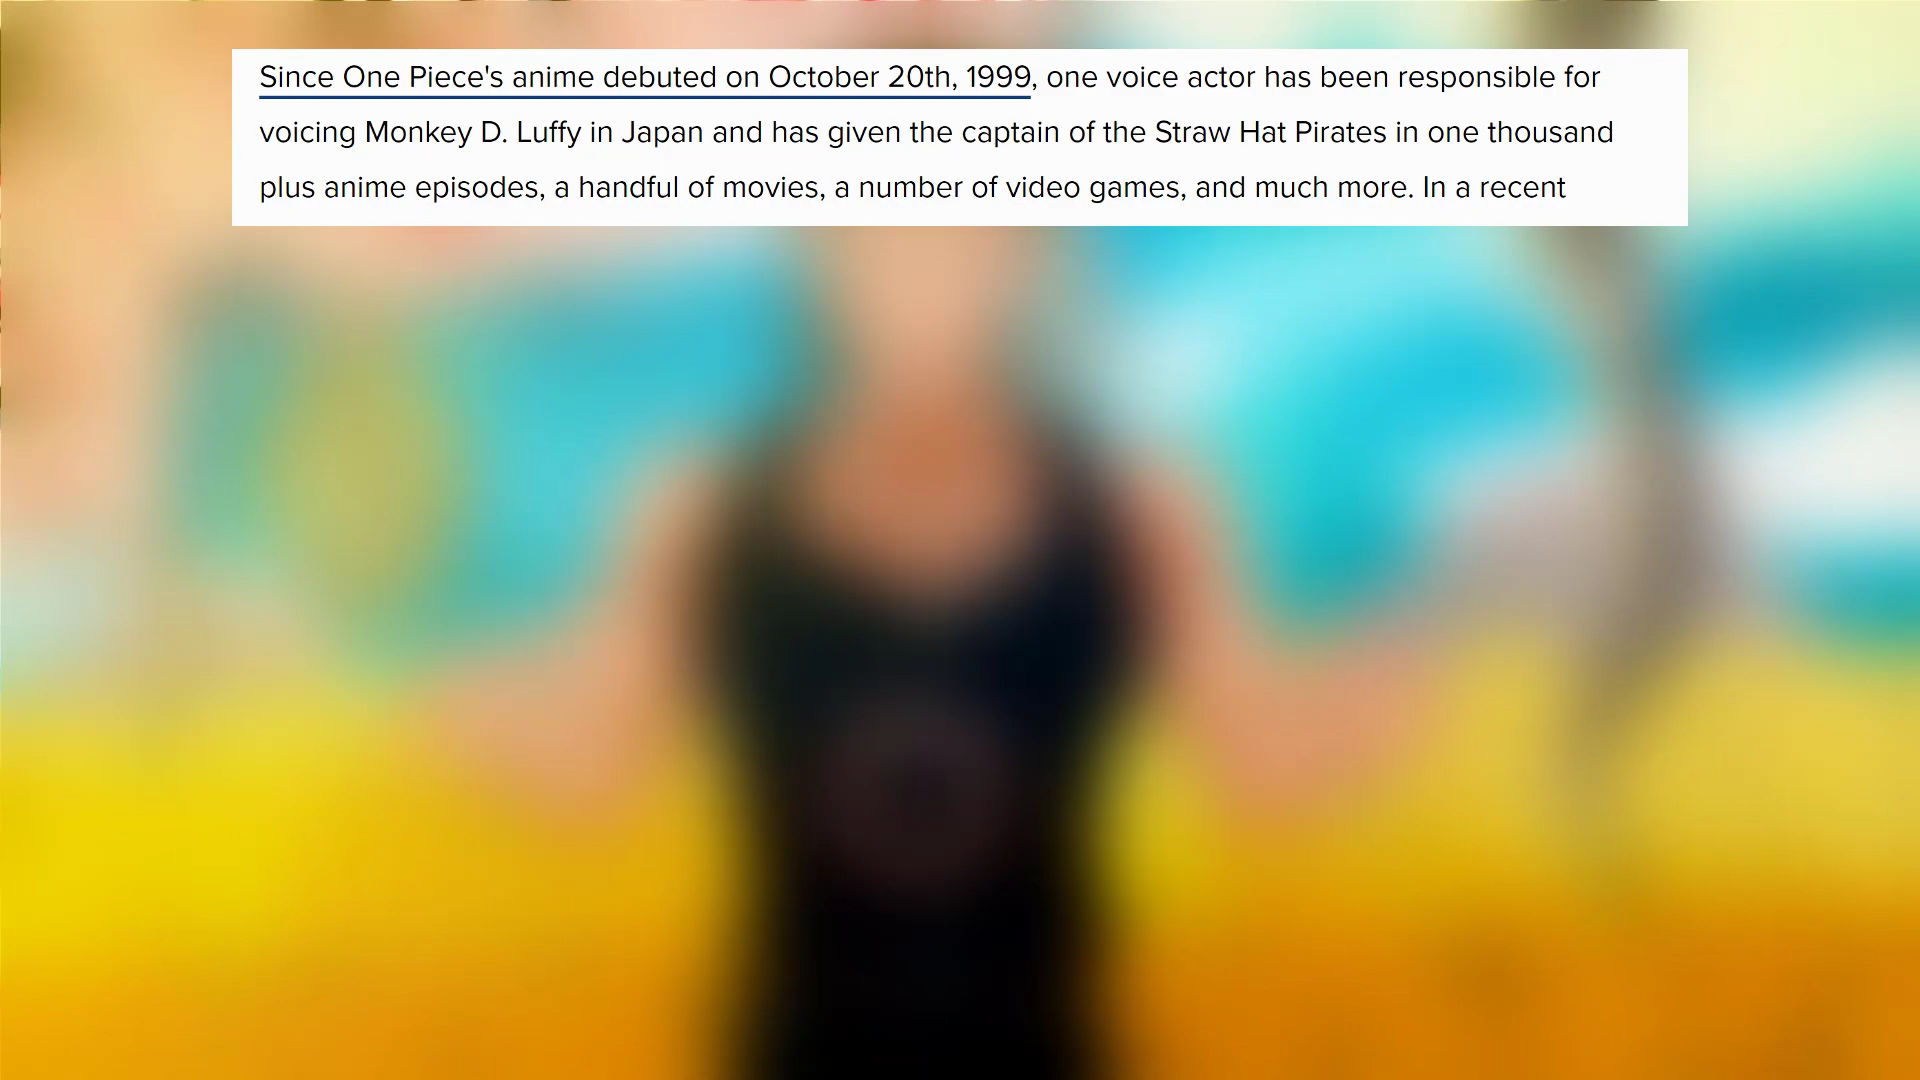 Since One Piece's anime debuted on October 20th, 1999, one voice actor has been responsible for
voicing Monkey D. Luffy in Japan and has given the captain of the Straw Hat Pirates in one thousand
plus anime episodes, a handful of movies, a number of video games, and much more. In a recent